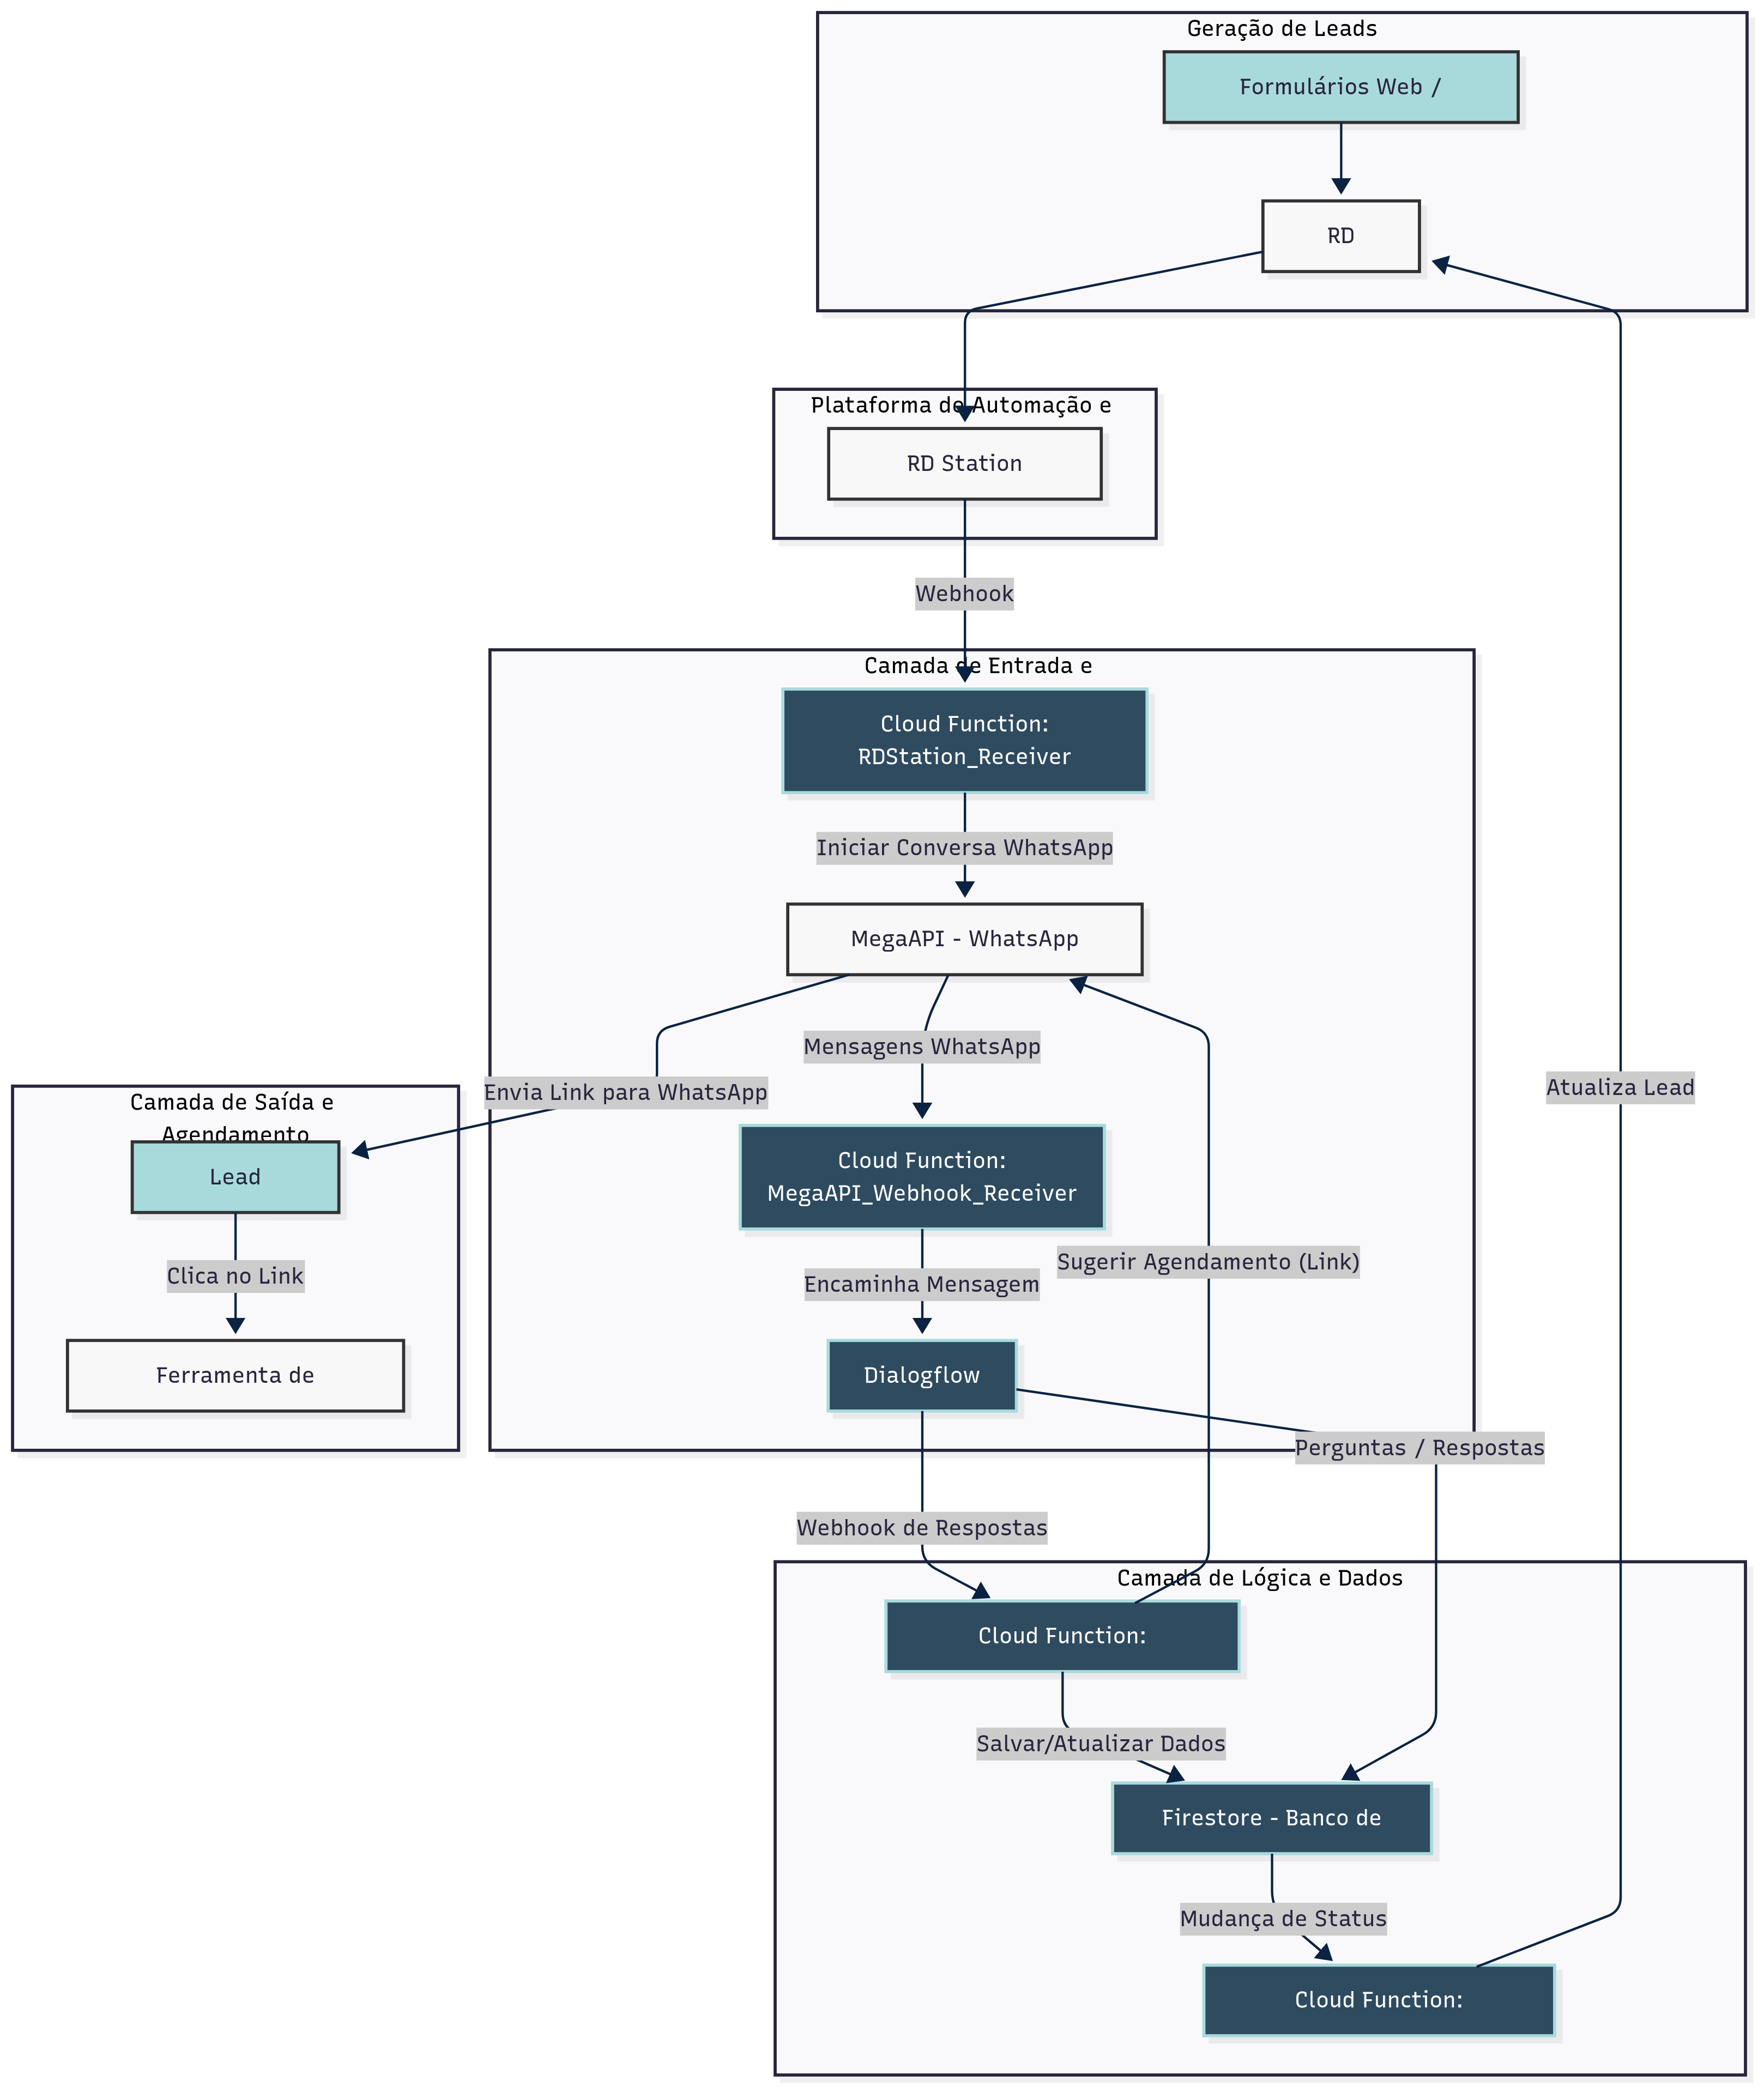 Geração de Leads
Formulários Web /
RD
Plataforma de Automação e
RD Station
Webhook
Camada de Entrada e
Cloud Function:
RDStation_Receiver
Iniciar Conversa WhatsApp
MegaAPI - WhatsApp
Mensagens WhatsApp
Envia Link para WhatsApp
Atualiza Lead
Camada de Saída e
Agendamento
Lead
Cloud Function:
MegaAPI_Webhook_Receiver
Clica no Link
Encaminha Mensagem
Sugerir Agendamento (Link)
Ferramenta de
Dialogflow
Perguntas / Respostas
Webhook de Respostas
Camada de Lógica e Dados
Cloud Function:
Salvar/Atualizar Dados
Firestore - Banco de
Mudança de Status
Cloud Function: